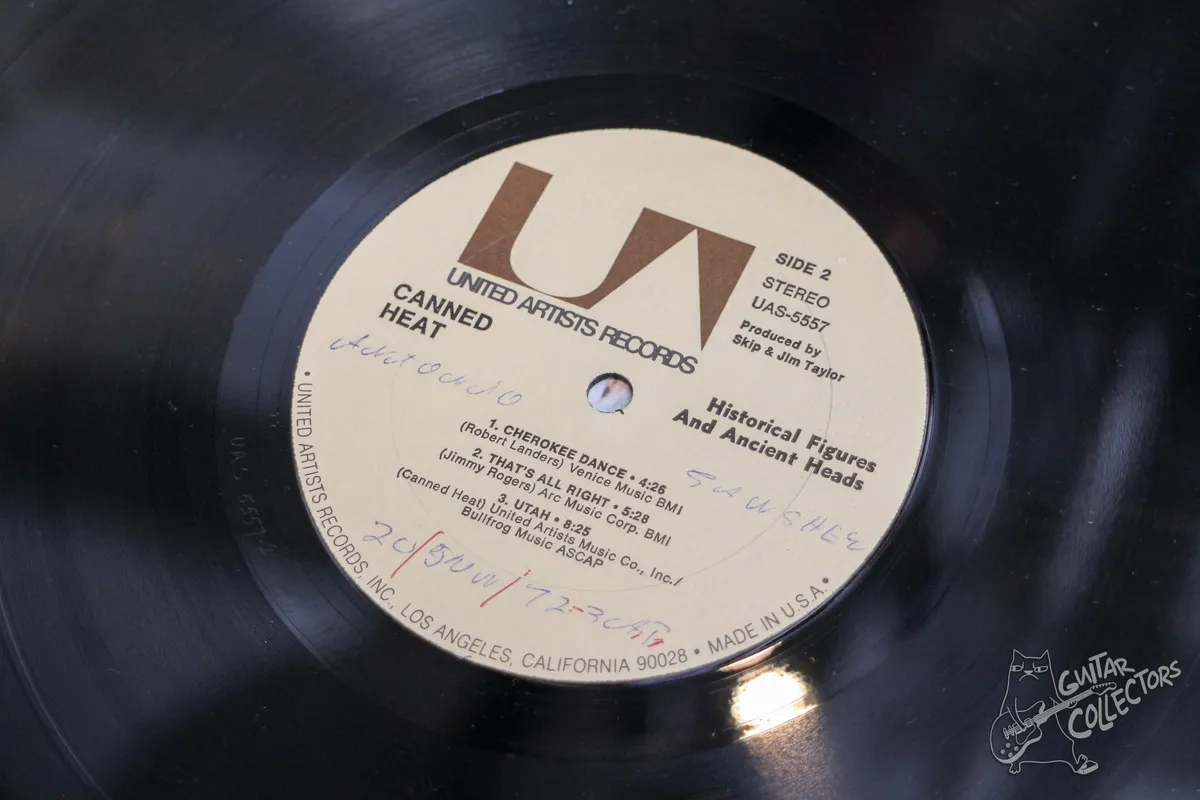 UA
UNITED ARTISTS RECORDS
SIDE 2
STEREO
UAS-5557
Produced by
Skip & Jim Taylor
CANNED
HEAT
Historical Figures
And Ancient Heads
1. CHEROKEE DANCE • 4:26
(Robert Landers) Venice Music BMI
2. THAT'S ALL RIGHT • 5:28
(Jimmy Rogers) Arc Music Corp. BMI
3. UTAH • 8:25
(Canned Heat) United Artists Music Co., Inc./
Bullfrog Music ASCAP
• UNITED ARTISTS RECORDS, INC., LOS ANGELES, CALIFORNIA 90028 • MADE IN U.S.A. •
GUITAR
COLLECTORS